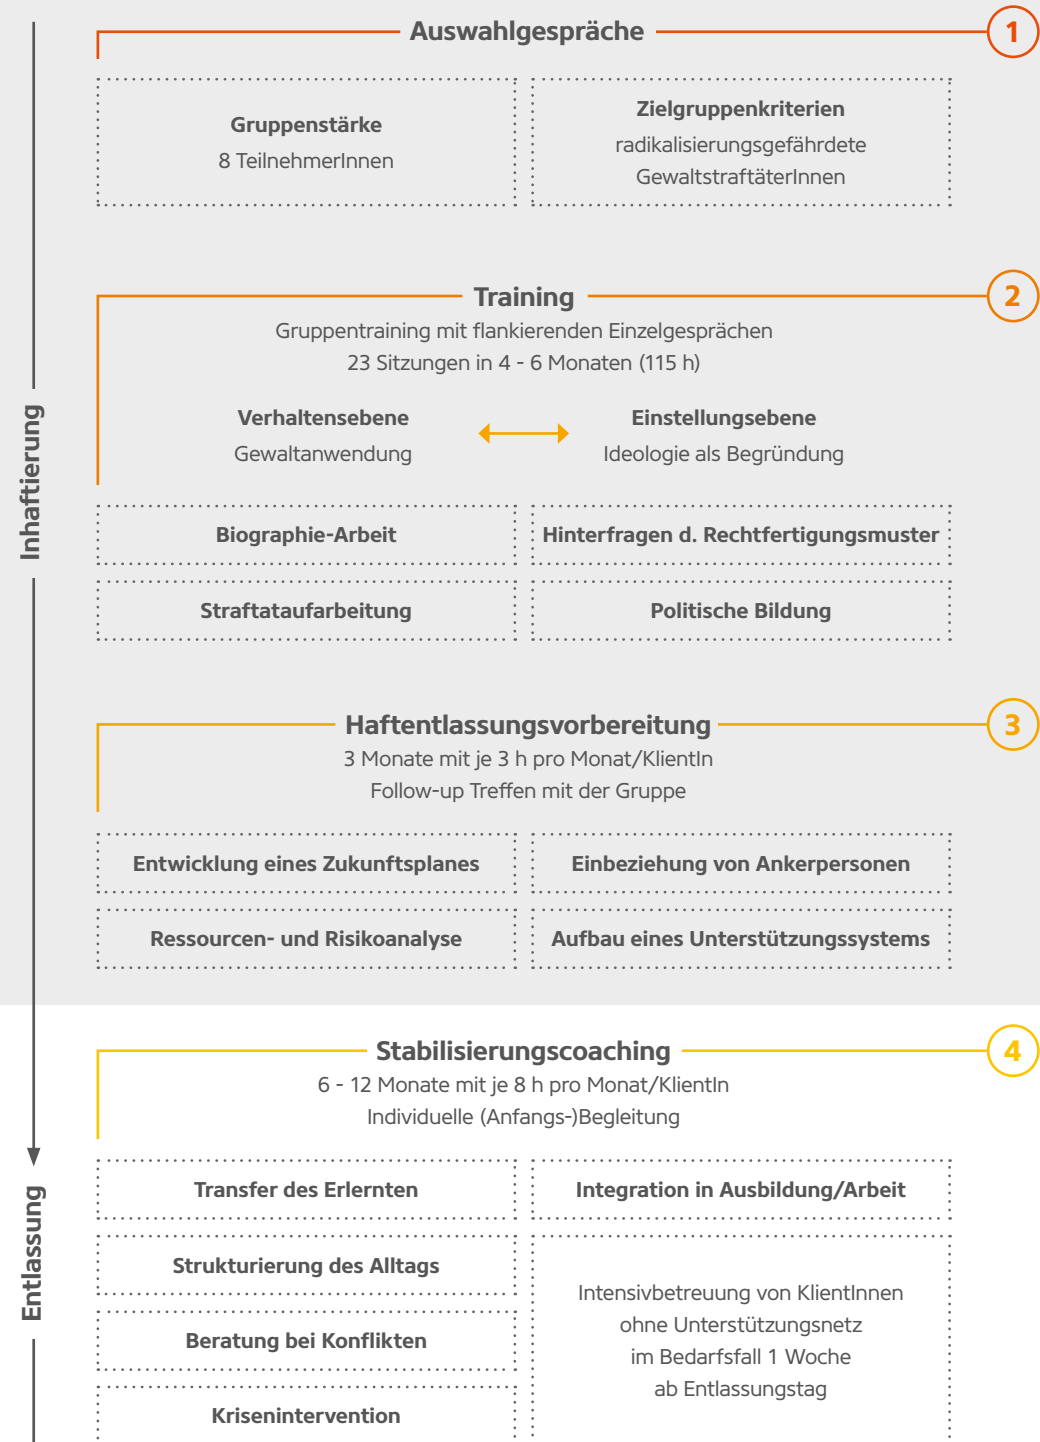 Auswahlgespräche
1
Gruppenstärke
8 TeilnehmerInnen
Zielgruppenkriterien
radikalisierungsgefährdete
GewaltstraftäterInnen
Training
2
Gruppentraining mit flankierenden Einzelgesprächen
23 Sitzungen in 4 - 6 Monaten (115 h)
Verhaltensebene
Gewaltanwendung
Einstellungsebene
Ideologie als Begründung
Biographie-Arbeit
Hinterfragen d. Rechtfertigungsmuster
Straftataufarbeitung
Politische Bildung
Inhaftierung
Haftentlassungsvorbereitung
3
3 Monate mit je 3 h pro Monat/KlientIn
Follow-up Treffen mit der Gruppe
Entwicklung eines Zukunftsplanes
Einbeziehung von Ankerpersonen
Ressourcen- und Risikoanalyse
Aufbau eines Unterstützungssystems
Stabilisierungscoaching
4
6 - 12 Monate mit je 8 h pro Monat/KlientIn
Individuelle (Anfangs-)Begleitung
Transfer des Erlernten
Integration in Ausbildung/Arbeit
Strukturierung des Alltags
Beratung bei Konflikten
Krisenintervention
Intensivbetreuung von KlientInnen
ohne Unterstützungsnetz
im Bedarfsfall 1 Woche
ab Entlassungstag
Entlassung